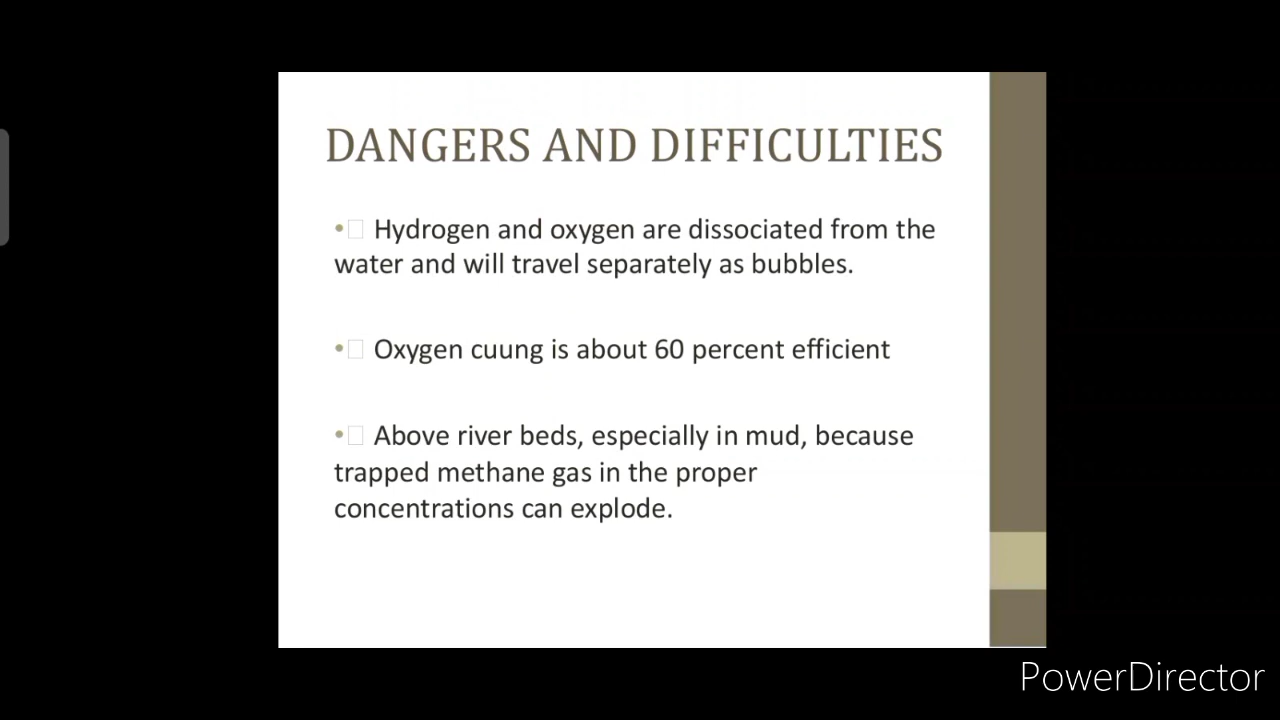 DANGERS AND DIFFICULTIES
• Hydrogen and oxygen are dissociated from the
water and will travel separately as bubbles.
• Oxygen cuung is about 60 percent efficient
• Above river beds, especially in mud, because
trapped methane gas in the proper
concentrations can explode.
PowerDirector